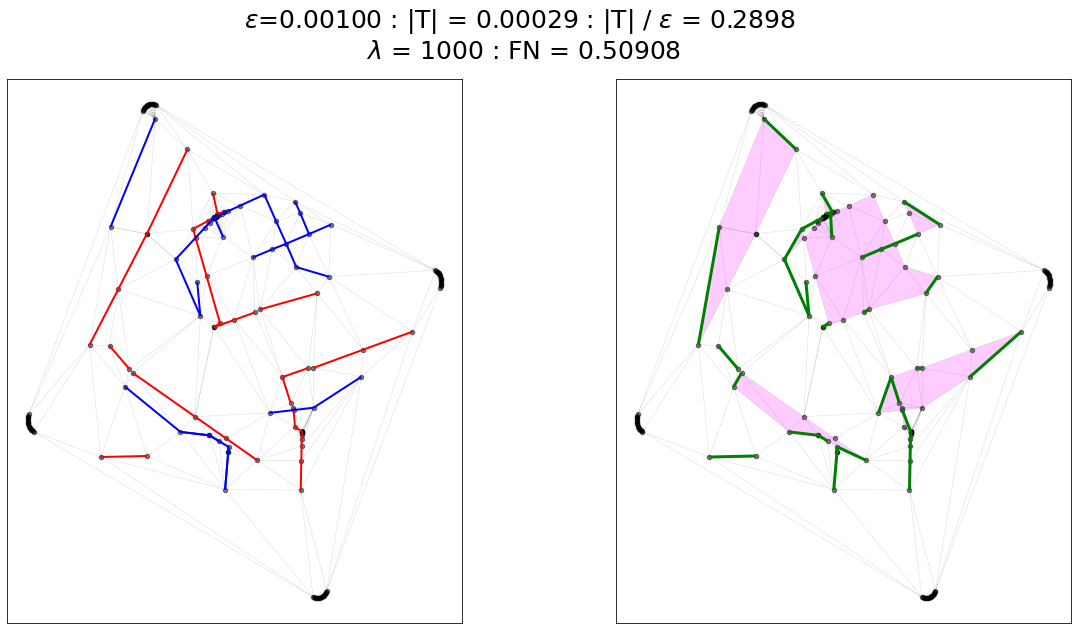 ε=0.00100 : |T| = 0.00029 : |T| / ε = 0.2898
λ = 1000 : FN = 0.50908